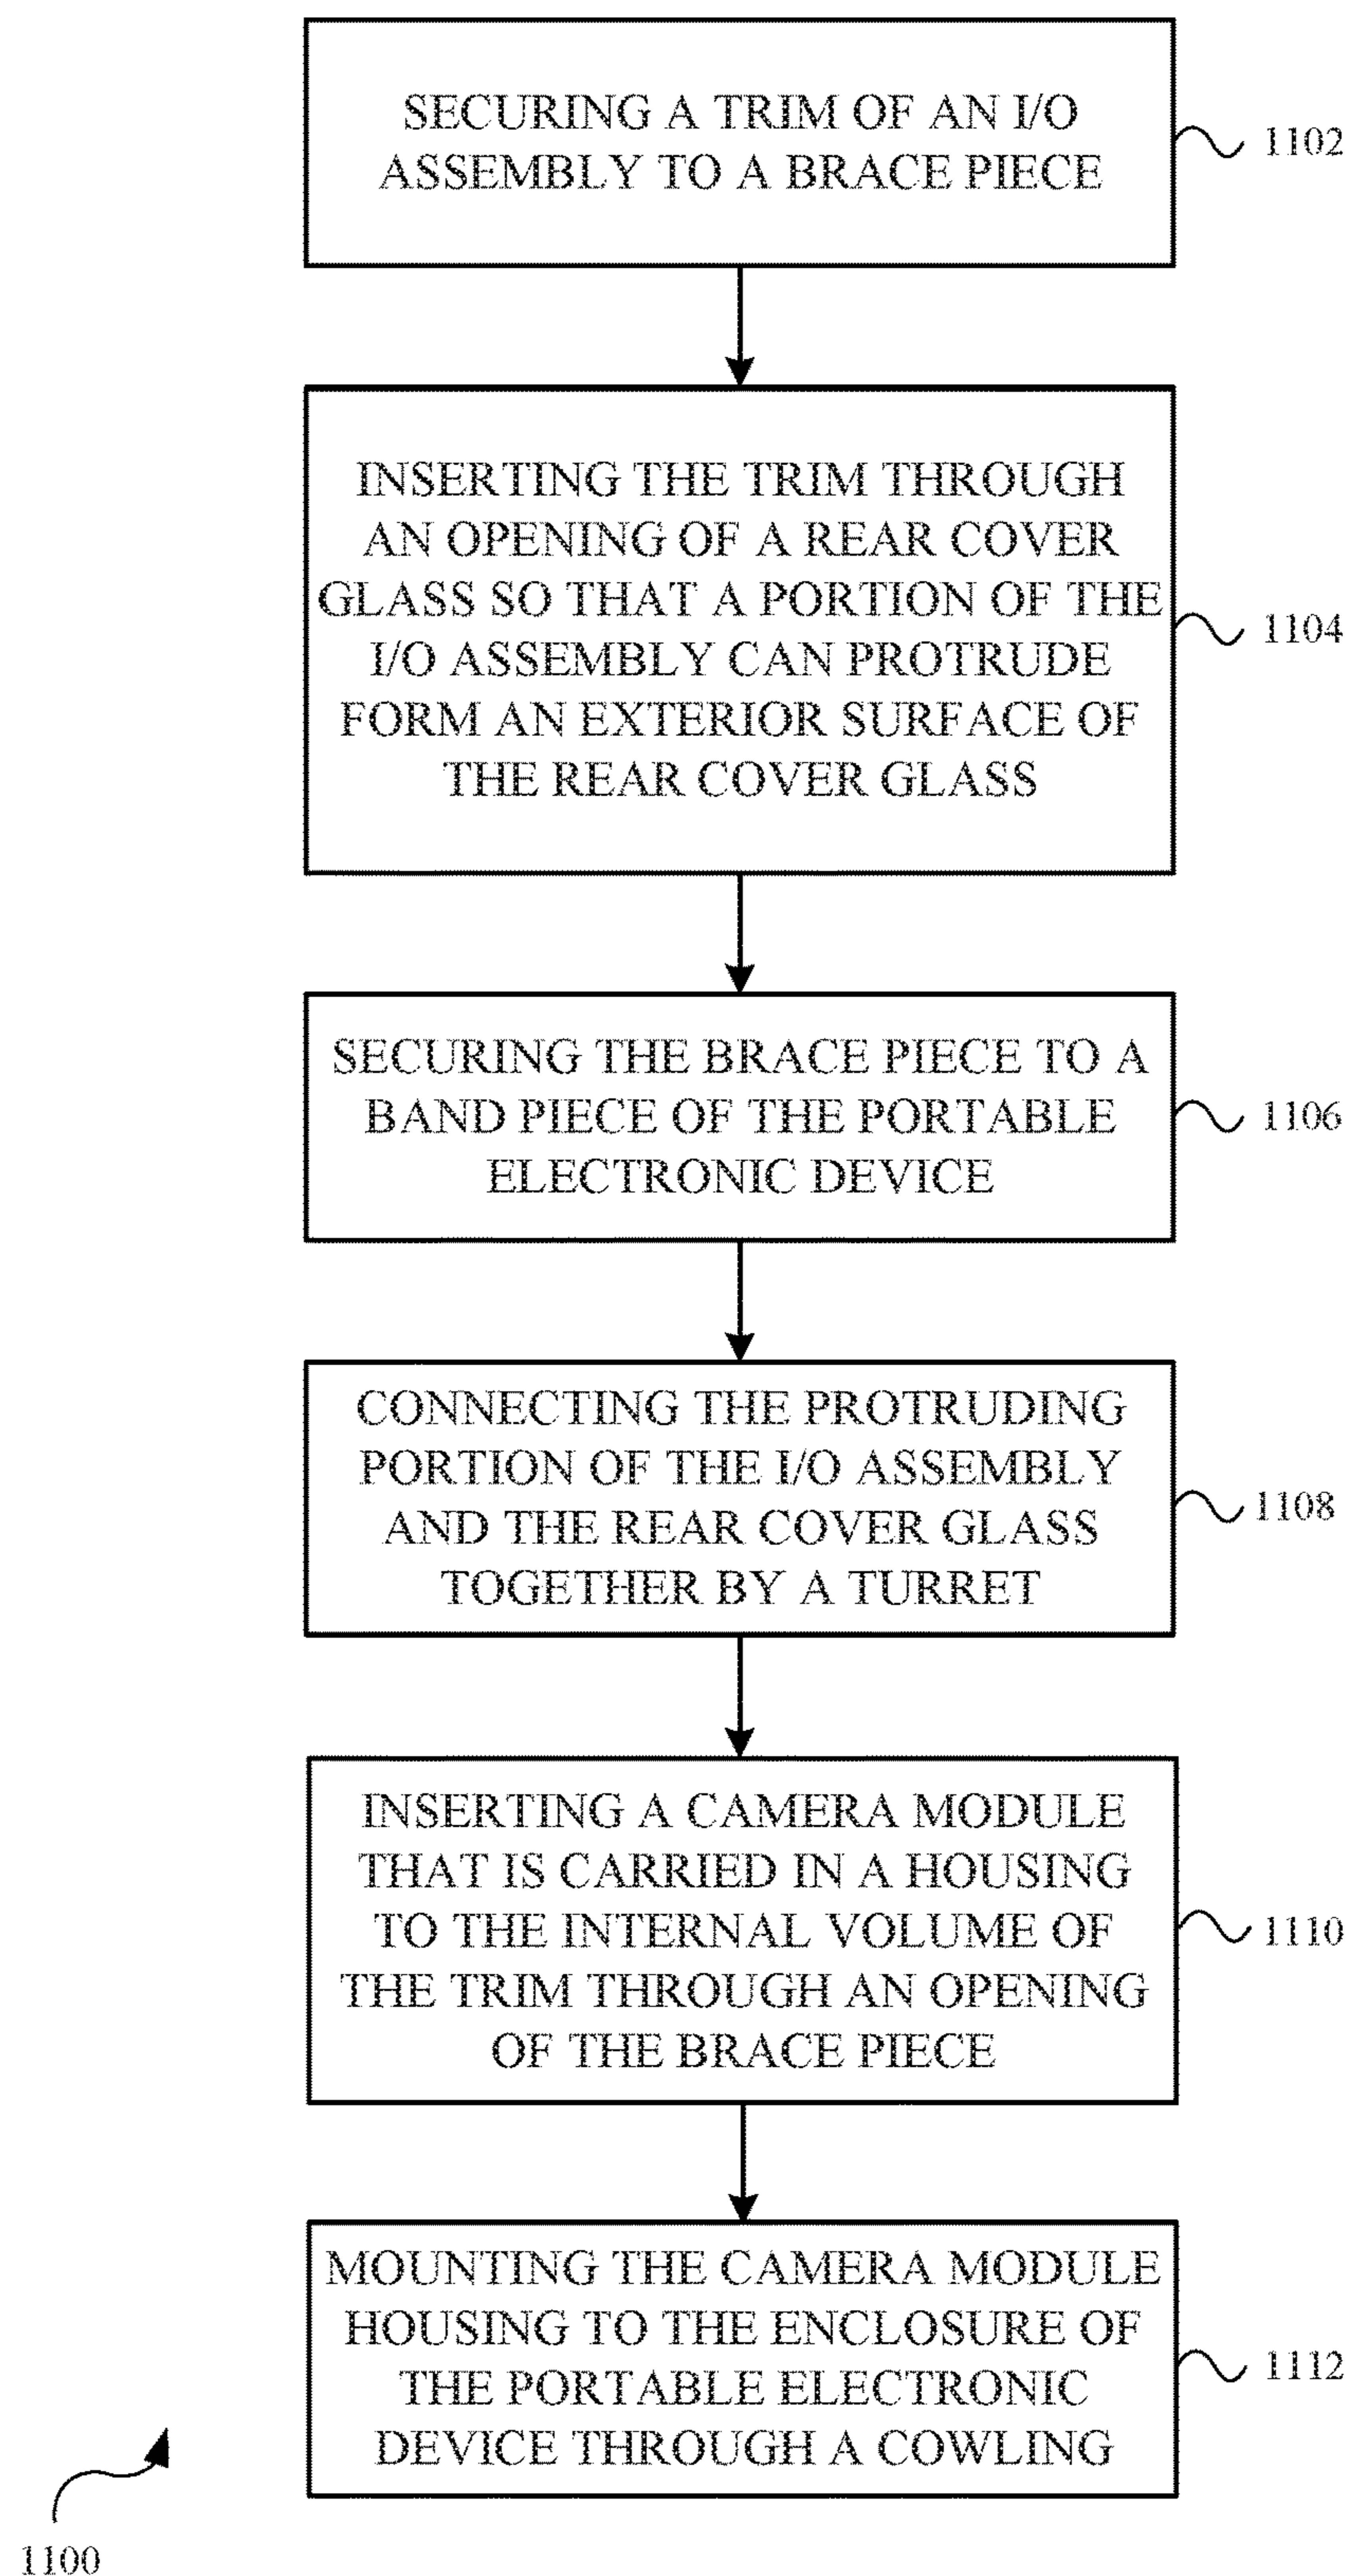 SECURING A TRIM OF AN I/O
ASSEMBLY TO A BRACE PIECE
1102
INSERTING THE TRIM THROUGH
AN OPENING OF A REAR COVER
GLASS SO THAT A PORTION OF THE
I/O ASSEMBLY CAN PROTRUDE
FORM AN EXTERIOR SURFACE OF
THE REAR COVER GLASS
1104
SECURING THE BRACE PIECE TO A
BAND PIECE OF THE PORTABLE
ELECTRONIC DEVICE
1106
CONNECTING THE PROTRUDING
PORTION OF THE I/O ASSEMBLY
AND THE REAR COVER GLASS
TOGETHER BY A TURRET
1108
INSERTING A CAMERA MODULE
THAT IS CARRIED IN A HOUSING
TO THE INTERNAL VOLUME OF
THE TRIM THROUGH AN OPENING
OF THE BRACE PIECE
1110
MOUNTING THE CAMERA MODULE
HOUSING TO THE ENCLOSURE OF
THE PORTABLE ELECTRONIC
DEVICE THROUGH A COWLING
1112
1100